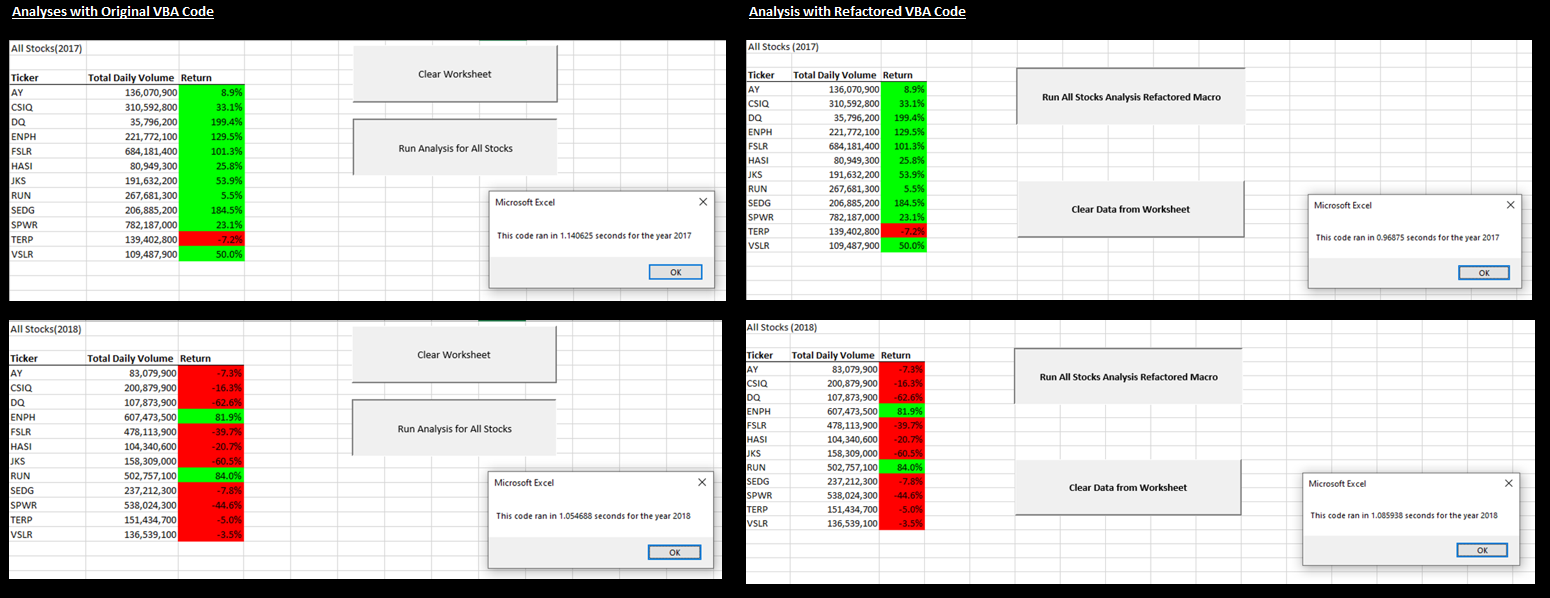 Analyses with Original VBA Code
All Stocks(2017)
Clear Worksheet
Run Analysis for All Stocks
Ticker Total Daily Volume Return
AY 136,070,900 8.9%
CSIQ 310,592,800 33.1%
DQ 35,796,200 199.4%
ENPH 221,772,100 129.5%
FSLR 684,181,400 101.3%
HASI 80,949,300 25.8%
JKS 191,632,200 53.9%
RUN 267,681,300 5.5%
SEDG 206,885,200 184.5%
SPWR 782,187,000 23.1%
TERP 139,402,800 -7.2%
VSLR 109,487,900 50.0%
Microsoft Excel
This code ran in 1.140625 seconds for the year 2017
OK
All Stocks(2018)
Clear Worksheet
Run Analysis for All Stocks
Ticker Total Daily Volume Return
AY 83,079,900 -7.3%
CSIQ 200,879,900 -16.3%
DQ 107,873,900 -62.6%
ENPH 607,473,500 81.9%
FSLR 478,113,900 -39.7%
HASI 104,340,600 -20.7%
JKS 158,309,000 -60.5%
RUN 502,757,100 84.0%
SEDG 237,212,300 -7.8%
SPWR 538,024,300 -44.6%
TERP 151,434,700 -5.0%
VSLR 136,539,100 -3.5%
Microsoft Excel
This code ran in 1.054688 seconds for the year 2018
OK
Analysis with Refactored VBA Code
All Stocks (2017)
Run All Stocks Analysis Refactored Macro
Clear Data from Worksheet
Ticker Total Daily Volume Return
AY 136,070,900 8.9%
CSIQ 310,592,800 33.1%
DQ 35,796,200 199.4%
ENPH 221,772,100 129.5%
FSLR 684,181,400 101.3%
HASI 80,949,300 25.8%
JKS 191,632,200 53.9%
RUN 267,681,300 5.5%
SEDG 206,885,200 184.5%
SPWR 782,187,000 23.1%
TERP 139,402,800 -7.2%
VSLR 109,487,900 50.0%
Microsoft Excel
This code ran in 0.96875 seconds for the year 2017
OK
All Stocks (2018)
Run All Stocks Analysis Refactored Macro
Clear Data from Worksheet
Ticker Total Daily Volume Return
AY 83,079,900 -7.3%
CSIQ 200,879,900 -16.3%
DQ 107,873,900 -62.6%
ENPH 607,473,500 81.9%
FSLR 478,113,900 -39.7%
HASI 104,340,600 -20.7%
JKS 158,309,000 -60.5%
RUN 502,757,100 84.0%
SEDG 237,212,300 -7.8%
SPWR 538,024,300 -44.6%
TERP 151,434,700 -5.0%
VSLR 136,539,100 -3.5%
Microsoft Excel
This code ran in 1.085938 seconds for the year 2018
OK